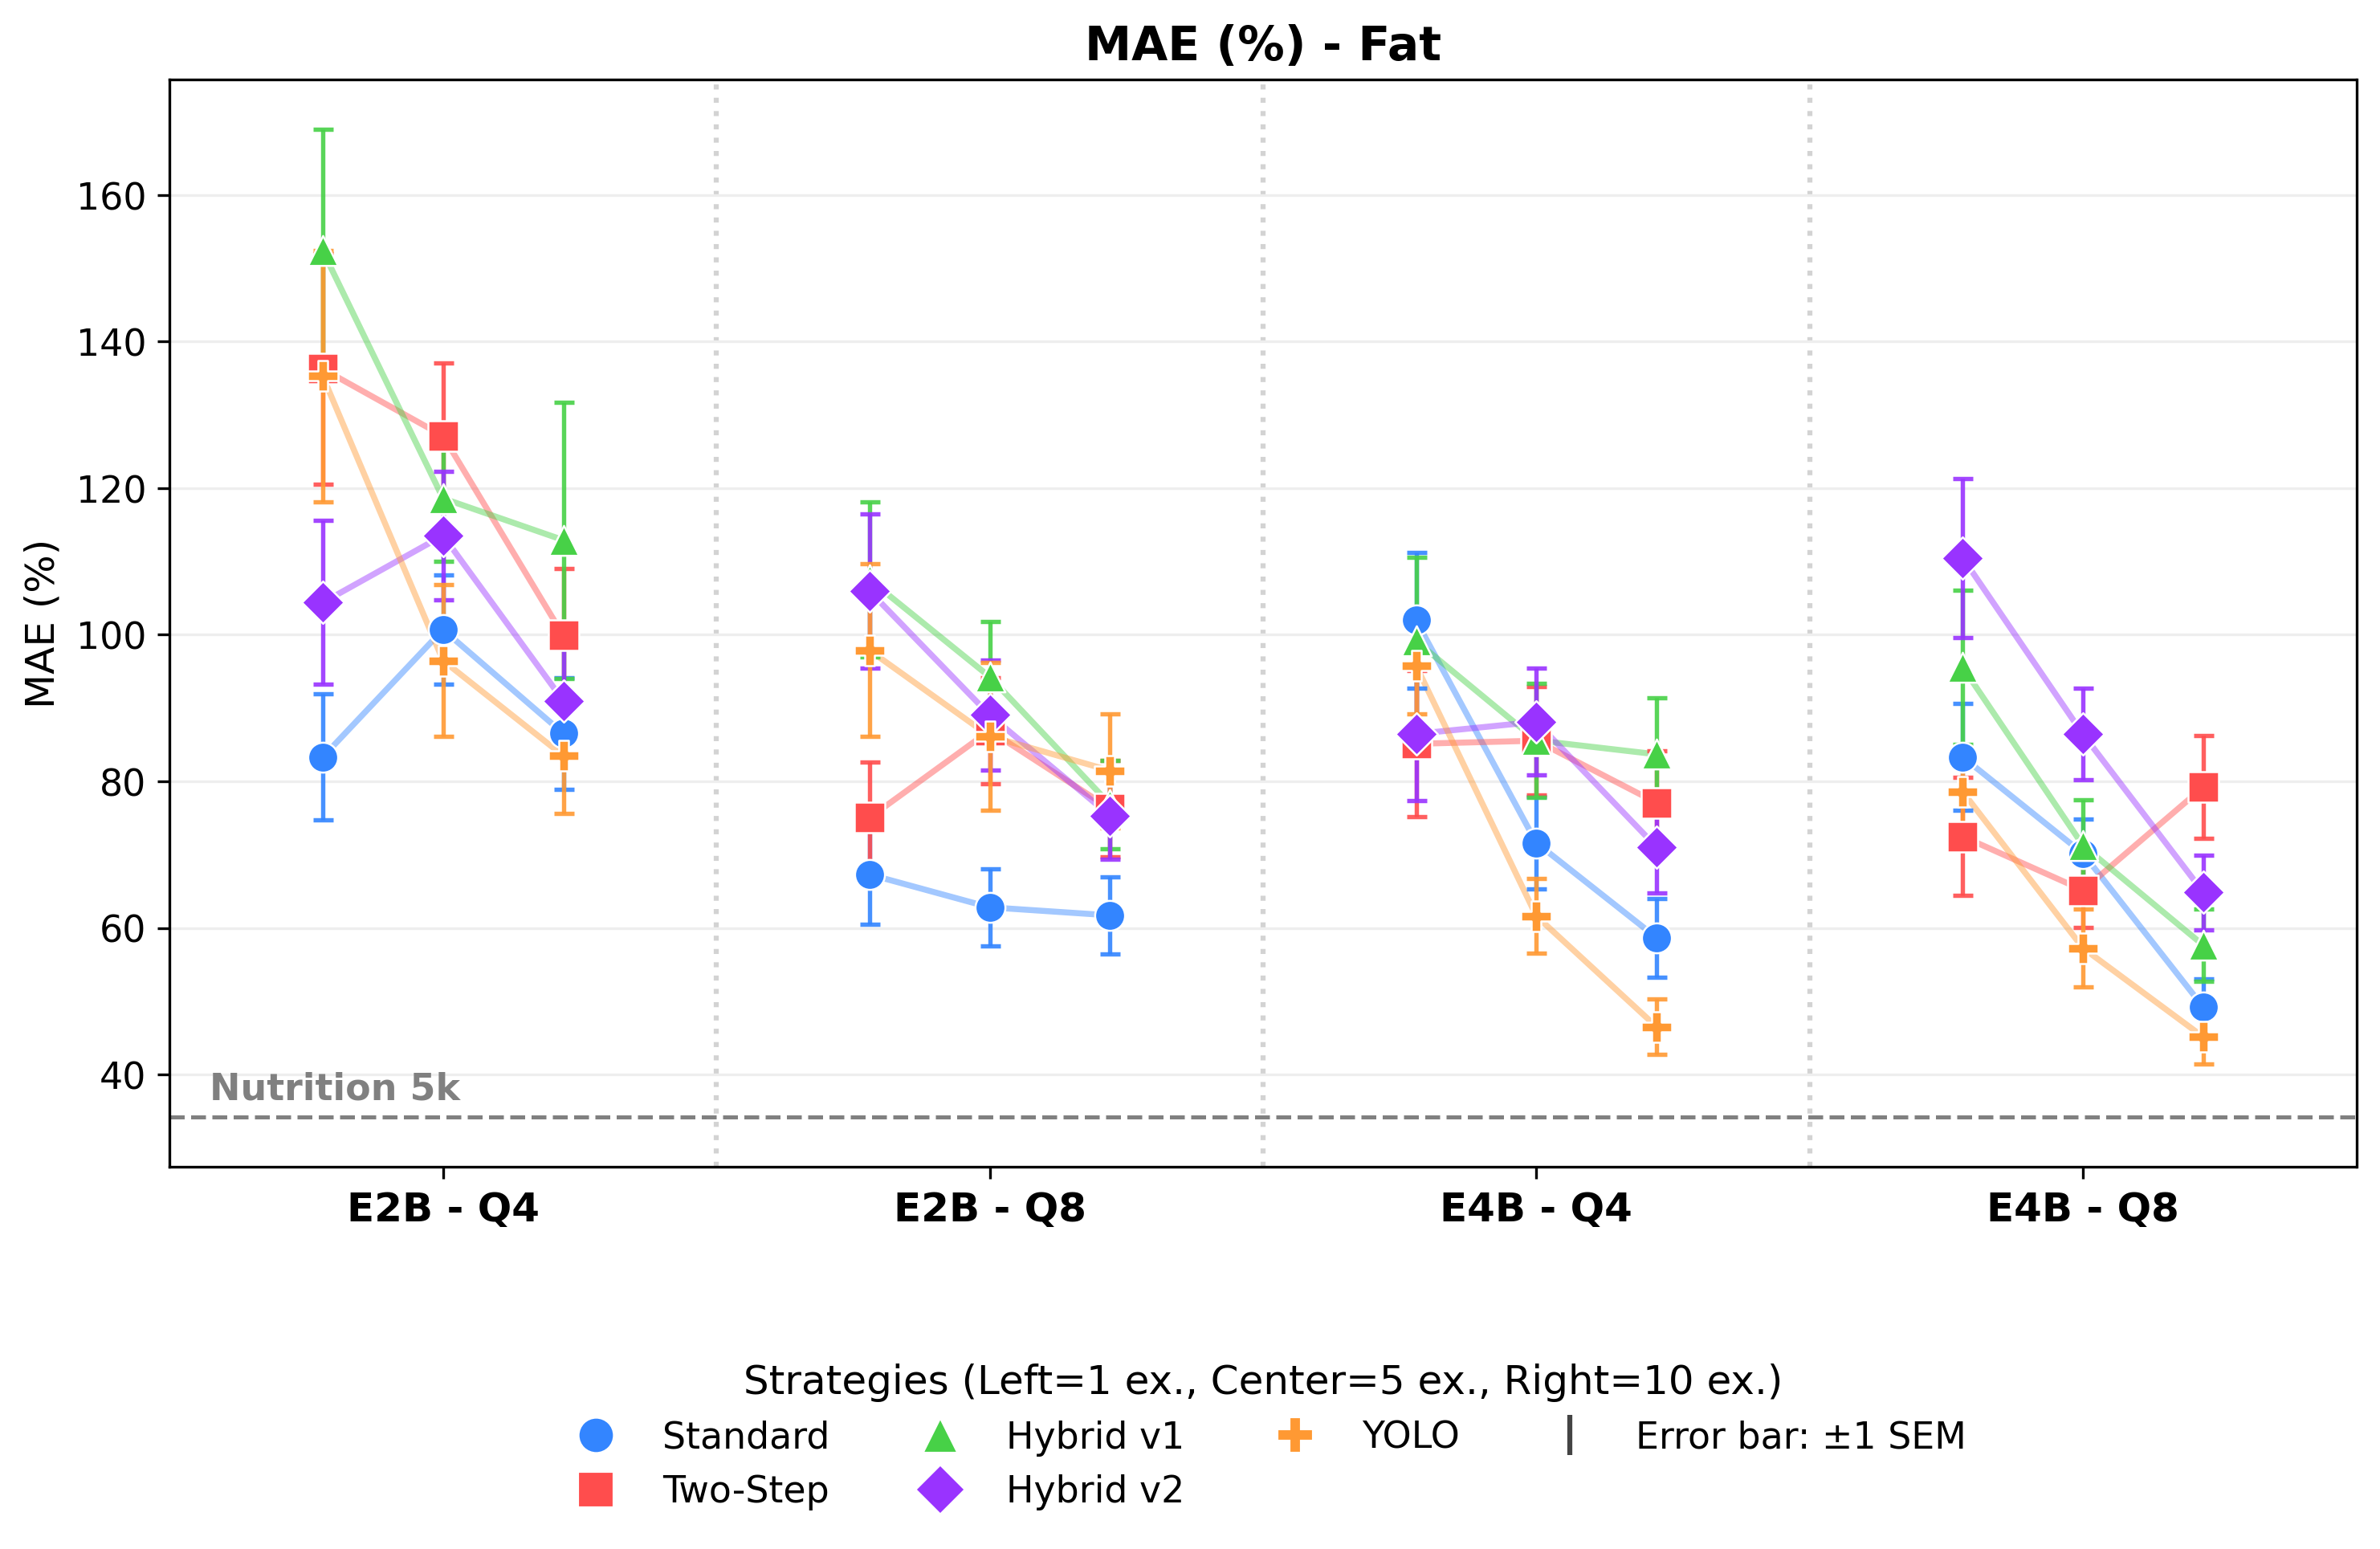 MAE (%) - Fat
MAE (%)
160
140
120
100
80
60
40
Nutrition 5k
E2B - Q4
E2B - Q8
E4B - Q4
E4B - Q8
Strategies (Left=1 ex., Center=5 ex., Right=10 ex.)
Standard
Hybrid v1
YOLO
Error bar: ±1 SEM
Two-Step
Hybrid v2